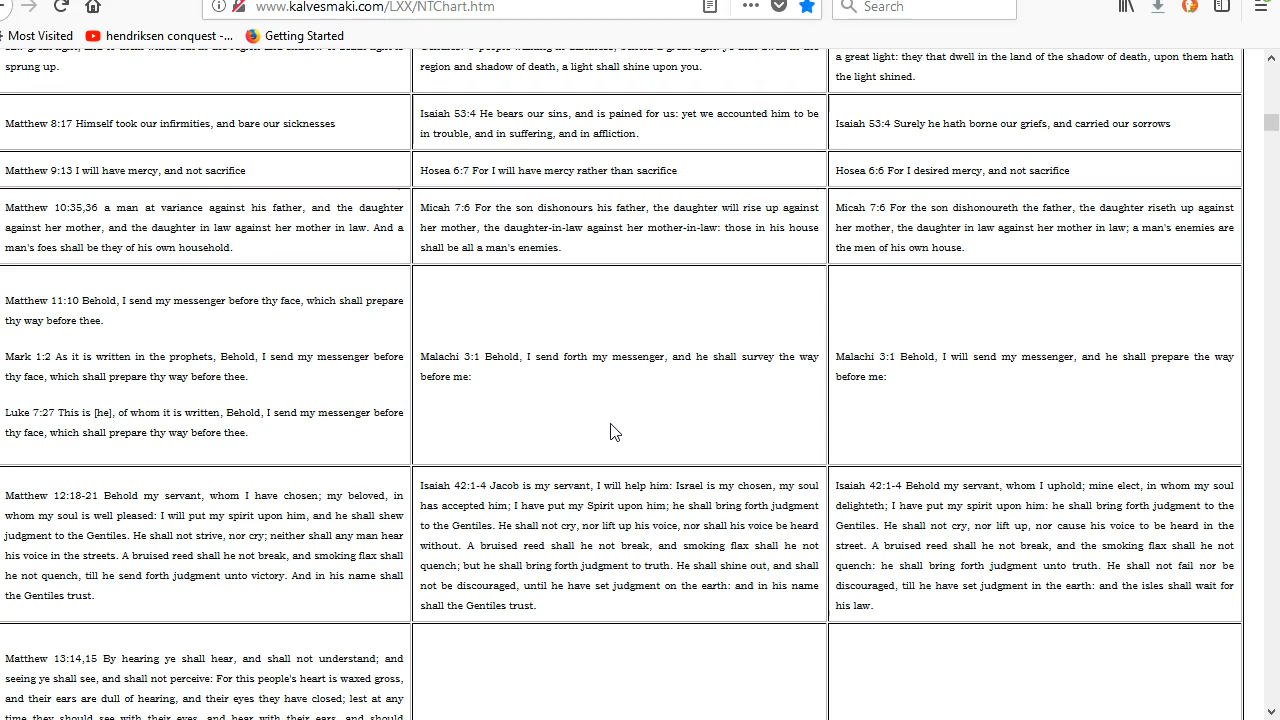 www.kalvesmaki.com/LXX/NTChart.htm
Search
Most Visited
hendriksen conquest -...
Getting Started
sprung up.
region and shadow of death, a light shall shine upon you.
a great light: they that dwell in the land of the shadow of death, upon them hath
the light shined.
Matthew 8:17 Himself took our infirmities, and bare our sicknesses
Isaiah 53:4 He bears our sins, and is pained for us: yet we accounted him to be
in trouble, and in suffering, and in affliction.
Isaiah 53:4 Surely he hath borne our griefs, and carried our sorrows
Matthew 9:13 I will have mercy, and not sacrifice
Hosea 6:7 For I will have mercy rather than sacrifice
Hosea 6:6 For I desired mercy, and not sacrifice
Matthew 10:35,36 a man at variance against his father, and the daughter
against her mother, and the daughter in law against her mother in law. And a
man's foes shall be they of his own household.
Micah 7:6 For the son dishonours his father, the daughter will rise up against
her mother, the daughter-in-law against her mother-in-law: those in his house
shall be all a man's enemies.
Micah 7:6 For the son dishonoureth the father, the daughter riseth up against
her mother, the daughter in law against her mother in law; a man's enemies are
the men of his own house.
Matthew 11:10 Behold, I send my messenger before thy face, which shall prepare
thy way before thee.
Mark 1:2 As it is written in the prophets, Behold, I send my messenger before
thy face, which shall prepare thy way before thee.
Luke 7:27 This is [he], of whom it is written, Behold, I send my messenger before
thy face, which shall prepare thy way before thee.
Malachi 3:1 Behold, I send forth my messenger, and he shall survey the way
before me:
Malachi 3:1 Behold, I will send my messenger, and he shall prepare the way
before me:
Matthew 12:18-21 Behold my servant, whom I have chosen; my beloved, in
whom my soul is well pleased: I will put my spirit upon him, and he shall shew
judgment to the Gentiles. He shall not strive, nor cry; neither shall any man hear
his voice in the streets. A bruised reed shall he not break, and smoking flax shall
he not quench, till he send forth judgment unto victory. And in his name shall
the Gentiles trust.
Isaiah 42:1-4 Jacob is my servant, I will help him: Israel is my chosen, my soul
has accepted him; I have put my Spirit upon him; he shall bring forth judgment
to the Gentiles. He shall not cry, nor lift up his voice, nor shall his voice be heard
without. A bruised reed shall he not break, and smoking flax shall he not
quench; but he shall bring forth judgment to truth. He shall shine out, and shall
not be discouraged, until he have set judgment on the earth: and in his name
shall the Gentiles trust.
Isaiah 42:1-4 Behold my servant, whom I uphold; mine elect, in whom my soul
delighteth; I have put my spirit upon him: he shall bring forth judgment to the
Gentiles. He shall not cry, nor lift up, nor cause his voice to be heard in the
street. A bruised reed shall he not break, and the smoking flax shall he not
quench: he shall bring forth judgment unto truth. He shall not fail nor be
discouraged, till he have set judgment in the earth: and the isles shall wait for
his law.
Matthew 13:14,15 By hearing ye shall hear, and shall not understand; and
seeing ye shall see, and shall not perceive: For this people's heart is waxed gross,
and their ears are dull of hearing, and their eyes they have closed; lest at any
time they should see with their eyes, and hear with their ears, and should